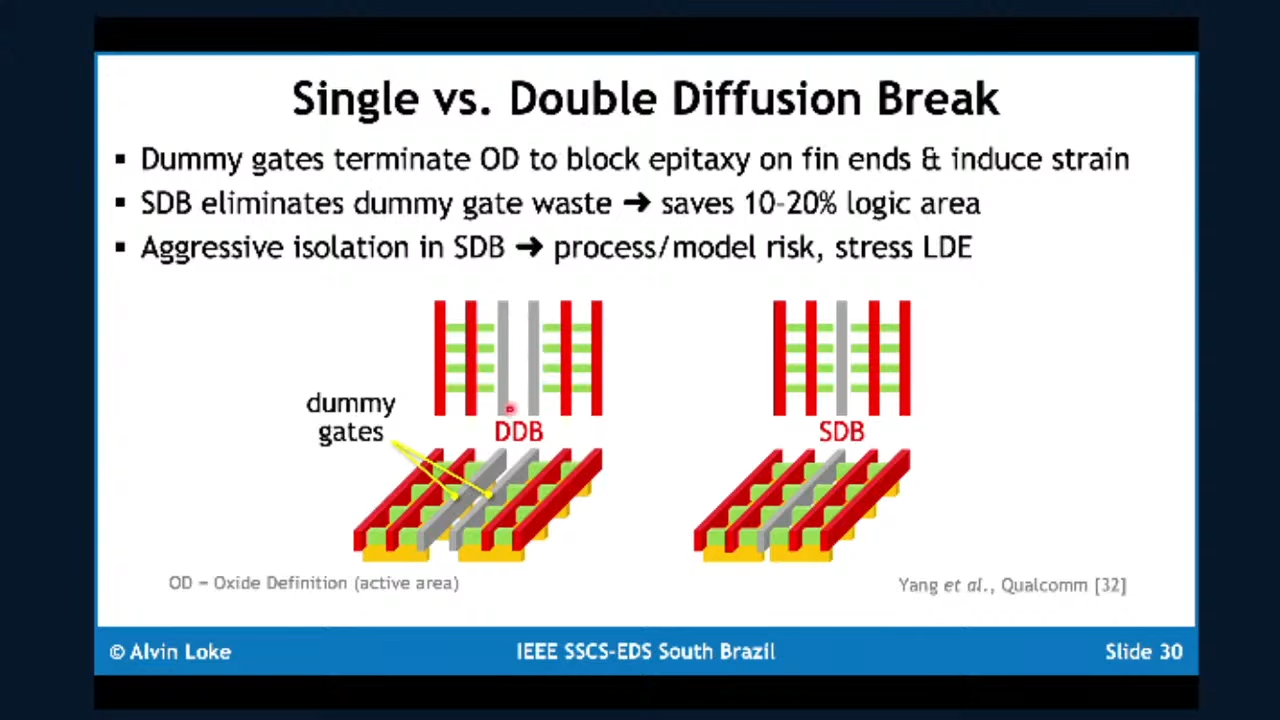 Single vs. Double Diffusion Break
▪ Dummy gates terminate OD to block epitaxy on fin ends & induce strain
▪ SDB eliminates dummy gate waste ➔ saves 10-20% logic area
▪ Aggressive isolation in SDB ➔ process/model risk, stress LDE
dummy
gates
DDB
SDB
OD – Oxide Definition (active area)
Yang et al., Qualcomm [32]
© Alvin Loke
IEEE SSCS-EDS South Brazil
Slide 30